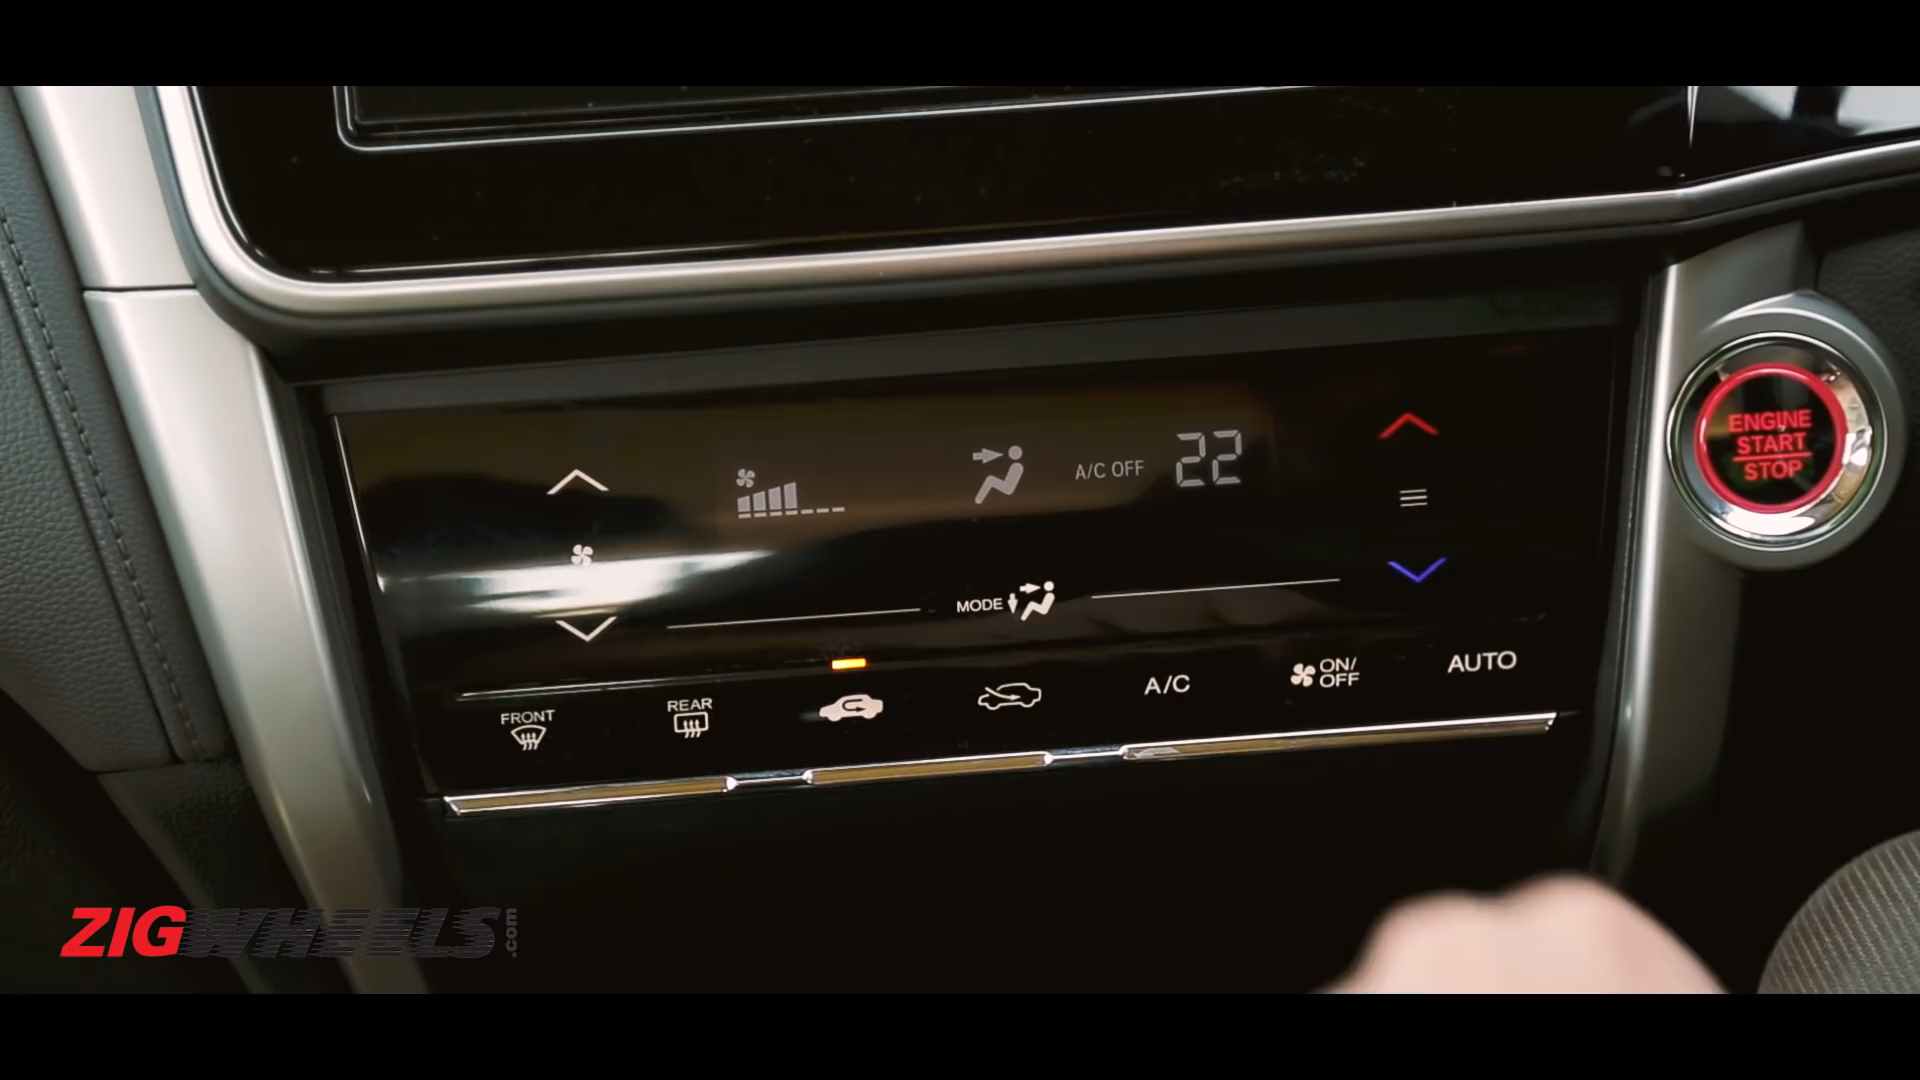 A/C OFF 22
ENGINE
START
STOP
MODE
FRONT
REAR
A/C
ON/
OFF
AUTO
ZIGWHEELS.com